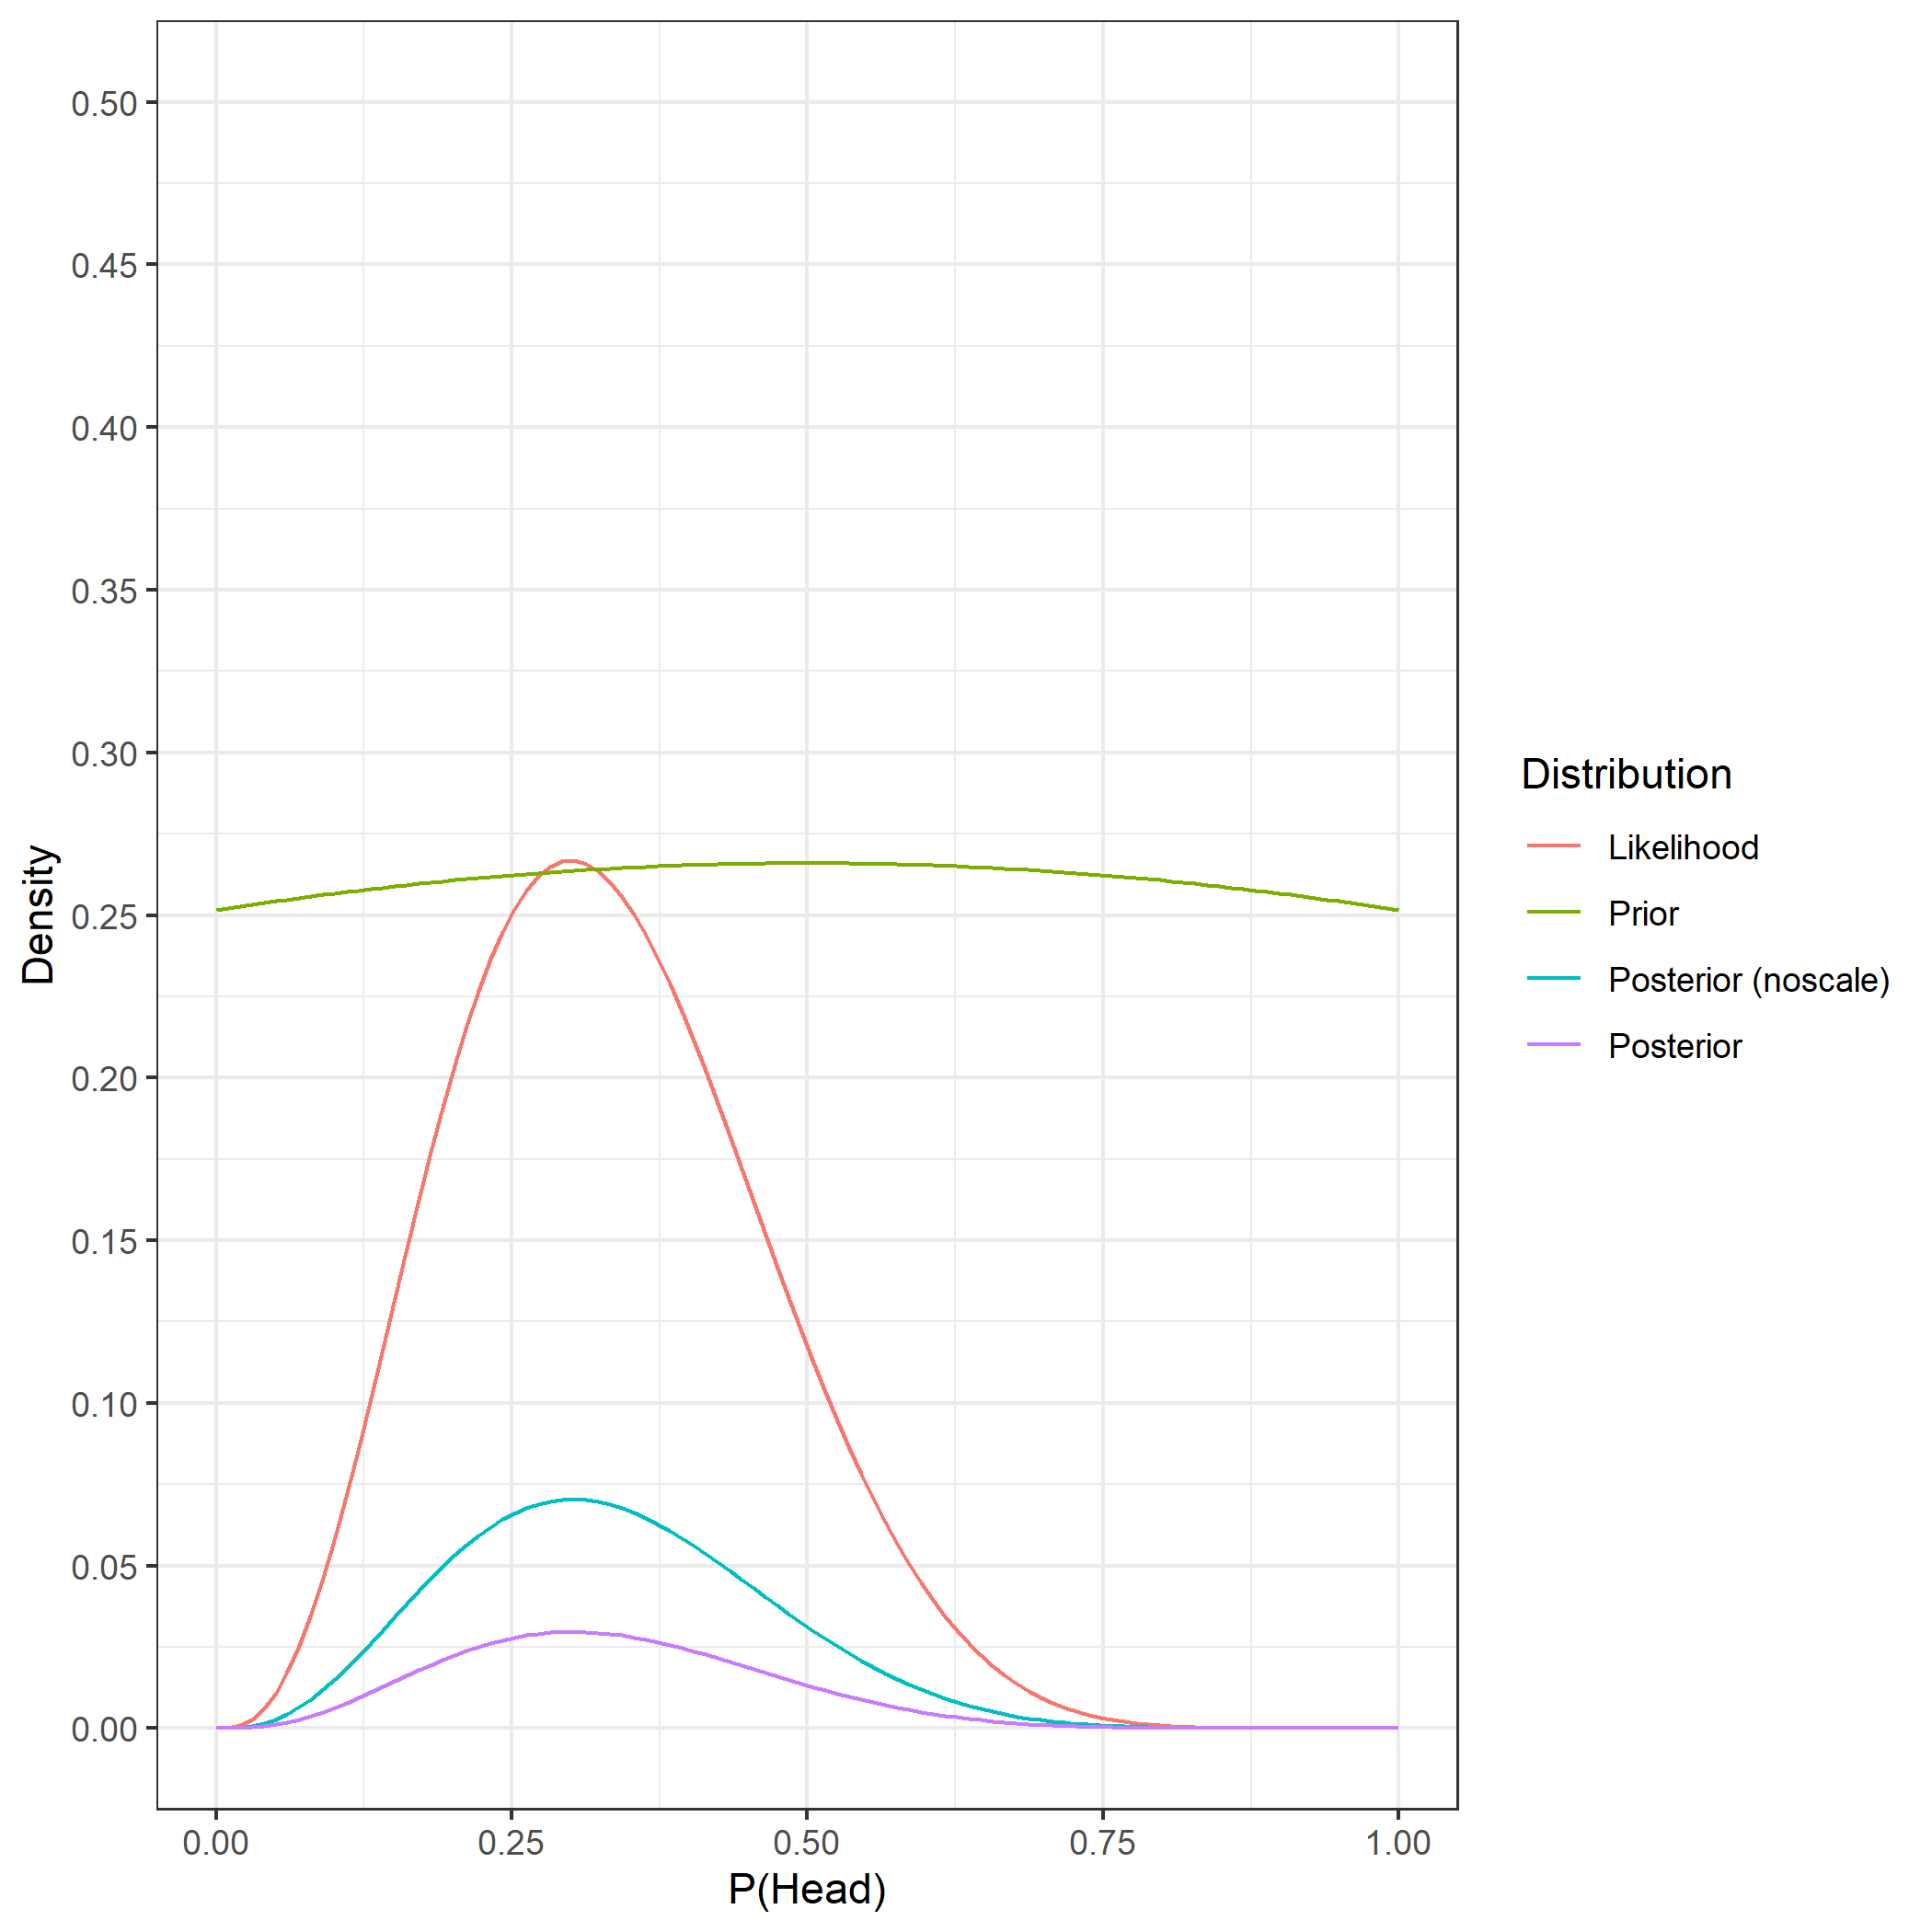 0.50
0.45
0.40
0.35
0.30
0.25
0.20
0.15
0.10
0.05
0.00
Density
0.00 0.25 0.50 0.75 1.00
P(Head)
Distribution
Likelihood
Prior
Posterior (noscale)
Posterior